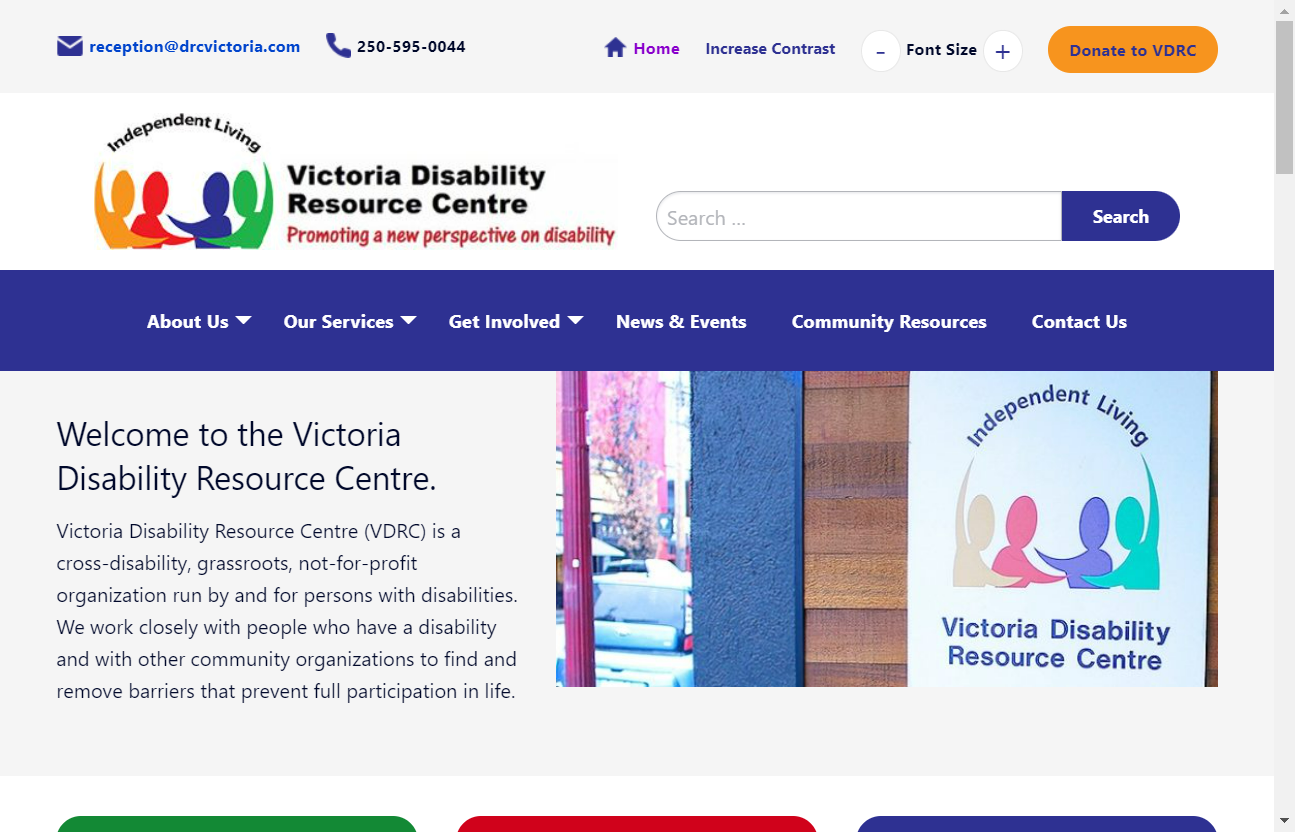 reception@drcvictoria.com
250-595-0044
Home
Increase Contrast
-
Font Size
+
Donate to VDRC
Independent Living
Victoria Disability
Resource Centre
Promoting a new perspective on disability
Search ...
Search
About Us
Our Services
Get Involved
News & Events
Community Resources
Contact Us
Welcome to the Victoria
Disability Resource Centre.
Victoria Disability Resource Centre (VDRC) is a
cross-disability, grassroots, not-for-profit
organization run by and for persons with disabilities.
We work closely with people who have a disability
and with other community organizations to find and
remove barriers that prevent full participation in life.
Independent Living
Victoria Disability
Resource Centre